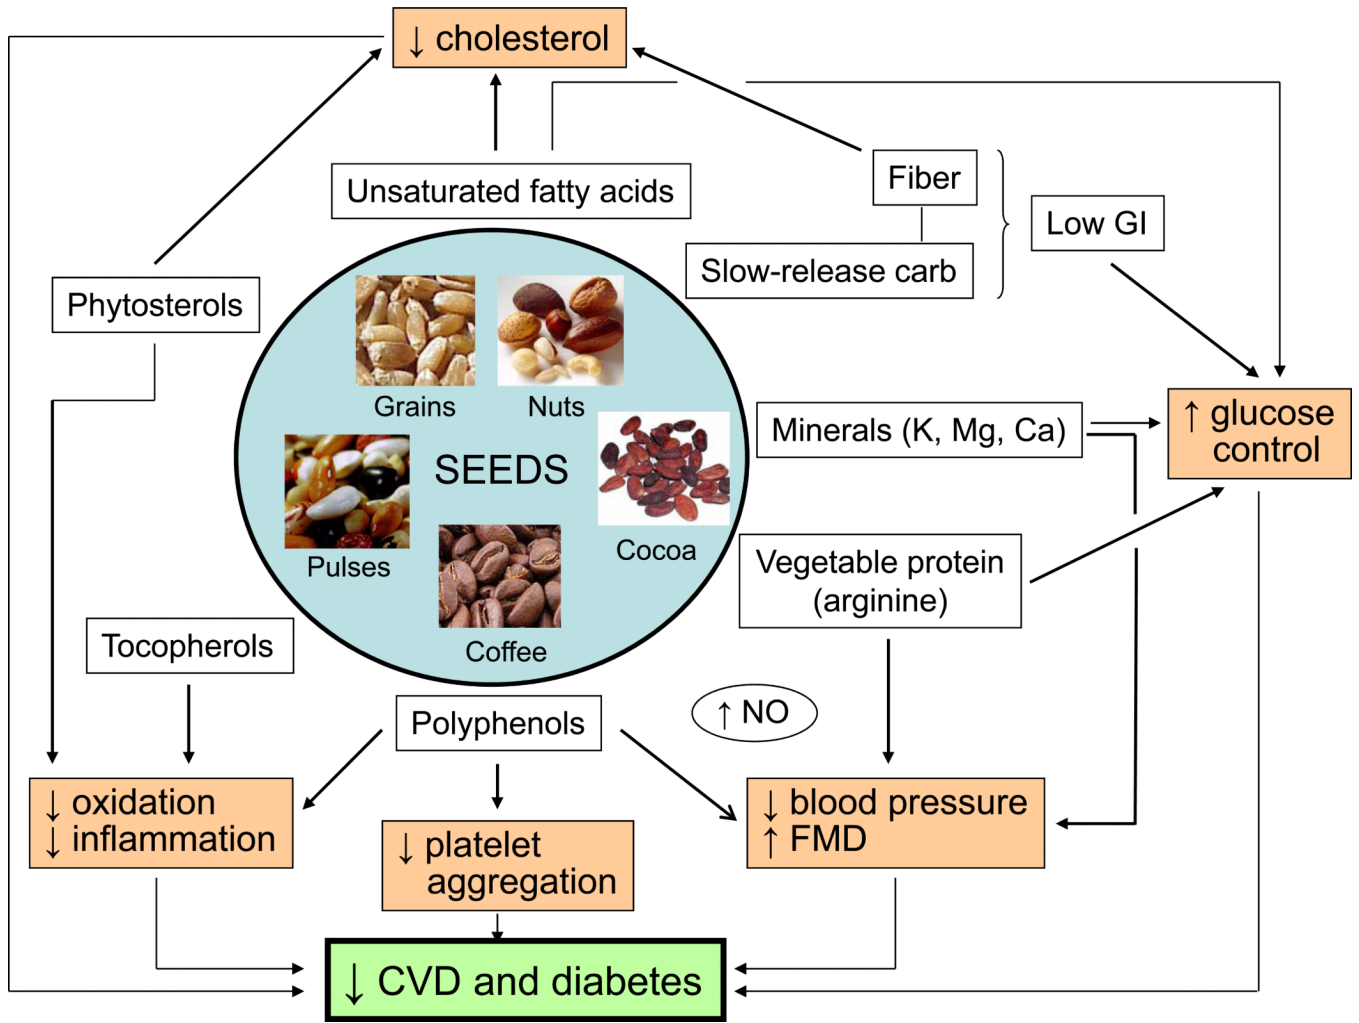 ↓ cholesterol
Unsaturated fatty acids
Fiber
Low GI
Slow-release carb
Phytosterols
Grains
Nuts
Minerals (K, Mg, Ca)
↑ glucose
control
SEEDS
Cocoa
Pulses
Vegetable protein
(arginine)
Coffee
Tocopherols
Polyphenols
↑ NO
↓ oxidation
↓ inflammation
↓ platelet
aggregation
↓ blood pressure
↑ FMD
↓ CVD and diabetes